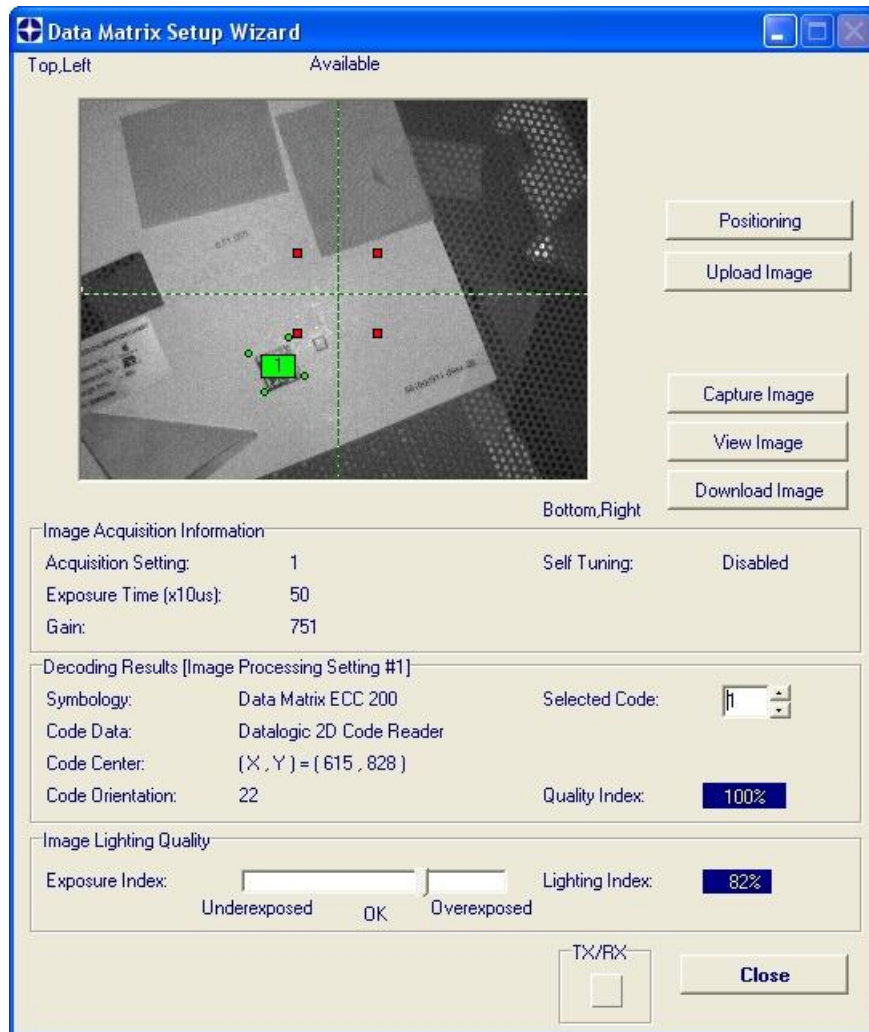 Data Matrix Setup Wizard
Top,Left Available
Positioning
Upload Image
1
Capture Image
View Image
Download Image
Bottom,Right
Image Acquisition Information
Acquisition Setting: 1 Self Tuning: Disabled
Exposure Time (x10us): 50
Gain: 751
Decoding Results [Image Processing Setting #1]
Symbology: Data Matrix ECC 200 Selected Code: 1
Code Data: Datalogic 2D Code Reader
Code Center: ( X , Y ) = ( 615 , 828 )
Code Orientation: 22 Quality Index: 100%
Image Lighting Quality
Exposure Index: Lighting Index: 82%
Underexposed OK Overexposed
TX/RX
Close